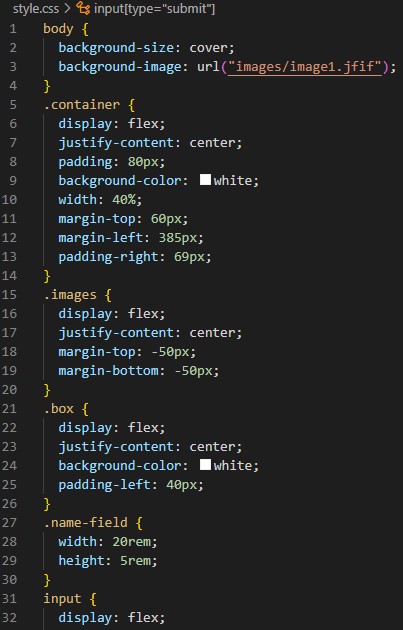 style.css > input[type="submit"]
1 body {
2 background-size: cover;
3 background-image: url("images/image1.jfif");
4 }
5 .container {
6 display: flex;
7 justify-content: center;
8 padding: 80px;
9 background-color: white;
10 width: 40%;
11 margin-top: 60px;
12 margin-left: 385px;
13 padding-right: 69px;
14 }
15 .images {
16 display: flex;
17 justify-content: center;
18 margin-top: -50px;
19 margin-bottom: -50px;
20 }
21 .box {
22 display: flex;
23 justify-content: center;
24 background-color: white;
25 padding-left: 40px;
26 }
27 .name-field {
28 width: 20rem;
29 height: 5rem;
30 }
31 input {
32 display: flex;